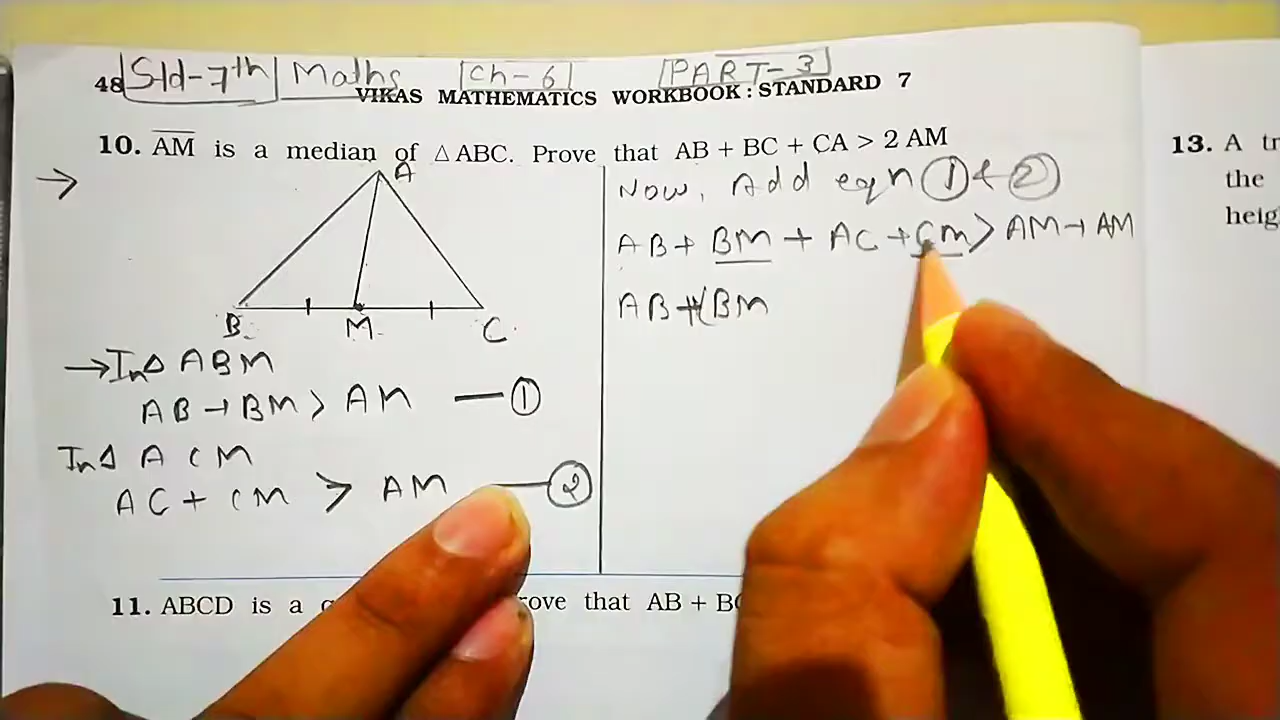 48 Std-7th Maths Ch-6 PART-3
VIKAS MATHEMATICS WORKBOOK : STANDARD 7
10. AM is a median of △ ABC. Prove that AB + BC + CA > 2 AM
→
A
B M C
→ In △ ABM
AB + BM > AM — ①
In △ ACM
AC + CM > AM — ②
Now, Add eqn ① & ②
AB + BM + AC + CM > AM + AM
AB + (BM
11. ABCD is a
rove that AB + BC
13. A tr
the
heig